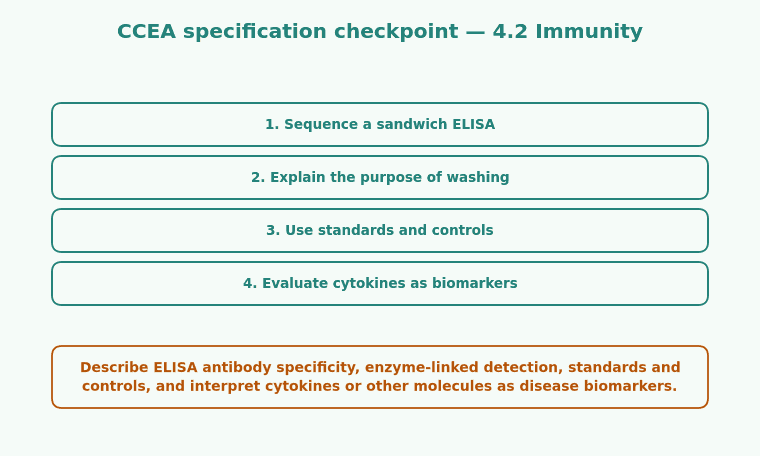 CCEA specification checkpoint — 4.2 Immunity
1. Sequence a sandwich ELISA
2. Explain the purpose of washing
3. Use standards and controls
4. Evaluate cytokines as biomarkers
Describe ELISA antibody specificity, enzyme-linked detection, standards and
controls, and interpret cytokines or other molecules as disease biomarkers.